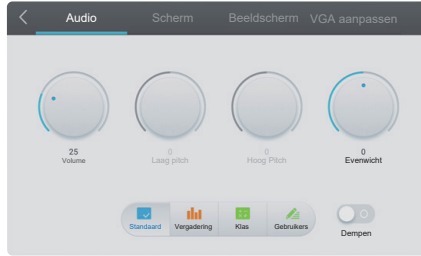 Audio Scherm Beeldscherm VGA aanpassen
25 0 0 0
Volume Laag pitch Hoog Pitch Evenwicht
Standaard Vergadering Klas Gebruikers
Dempen